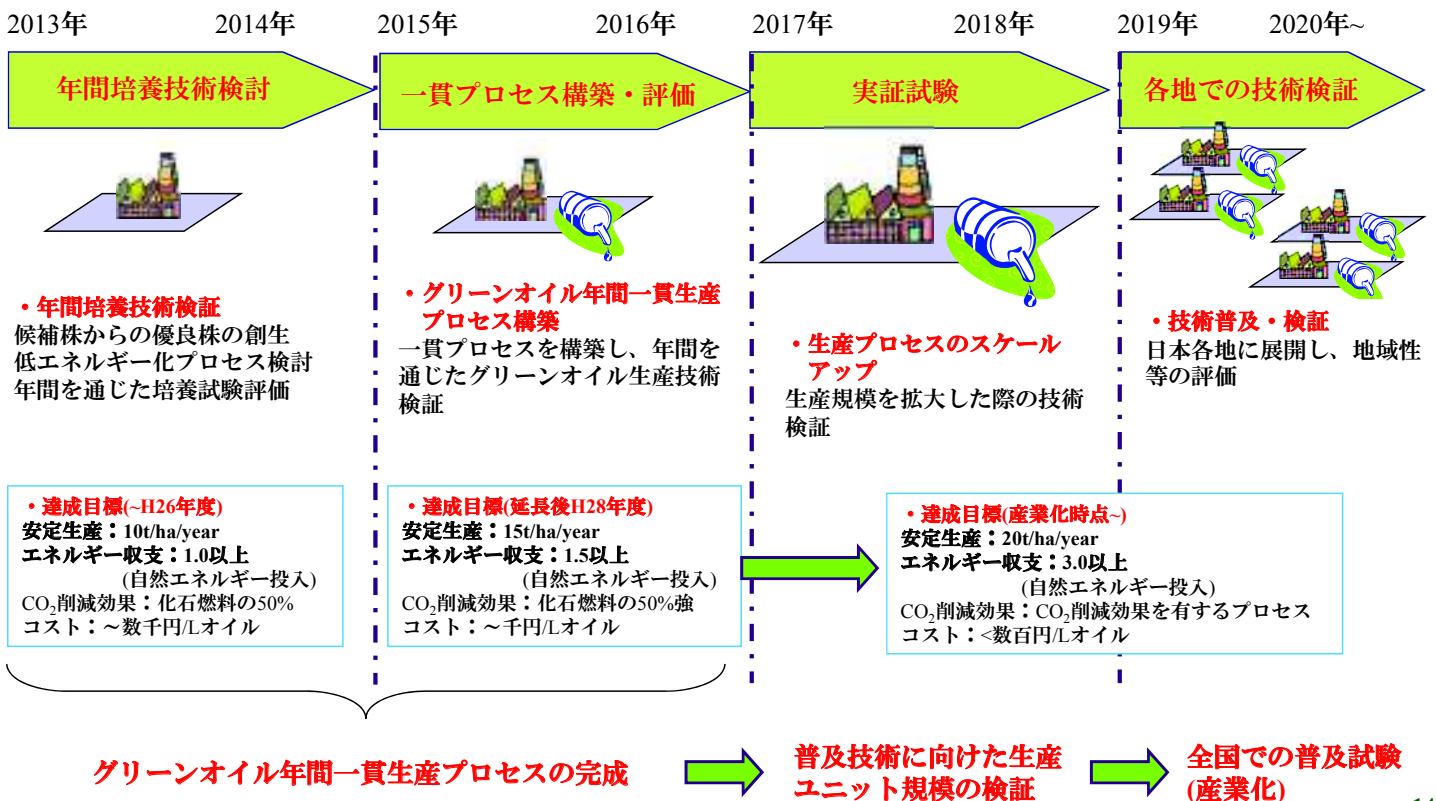 2013年 2014年 2015年 2016年 2017年 2018年 2019年 2020年~
年間培養技術検討
一貫プロセス構築・評価
実証試験
各地での技術検証
・年間培養技術検証
候補株からの優良株の創生
低エネルギー化プロセス検討
年間を通じた培養試験評価
・グリーンオイル年間一貫生産
プロセス構築
一貫プロセスを構築し、年間を
通じたグリーンオイル生産技術
検証
・生産プロセスのスケール
アップ
生産規模を拡大した際の技術
検証
・技術普及・検証
日本各地に展開し、地域性
等の評価
・達成目標(~H26年度)
安定生産：10t/ha/year
エネルギー収支：1.0以上
(自然エネルギー投入)
CO₂削減効果：化石燃料の50%
コスト：～数千円/Lオイル
・達成目標(延長後H28年度)
安定生産：15t/ha/year
エネルギー収支：1.5以上
(自然エネルギー投入)
CO₂削減効果：化石燃料の50%強
コスト：～千円/Lオイル
・達成目標(産業化時点~)
安定生産：20t/ha/year
エネルギー収支：3.0以上
(自然エネルギー投入)
CO₂削減効果：CO₂削減効果を有するプロセス
コスト：<数百円/Lオイル
グリーンオイル年間一貫生産プロセスの完成
普及技術に向けた生産
ユニット規模の検証
全国での普及試験
(産業化)